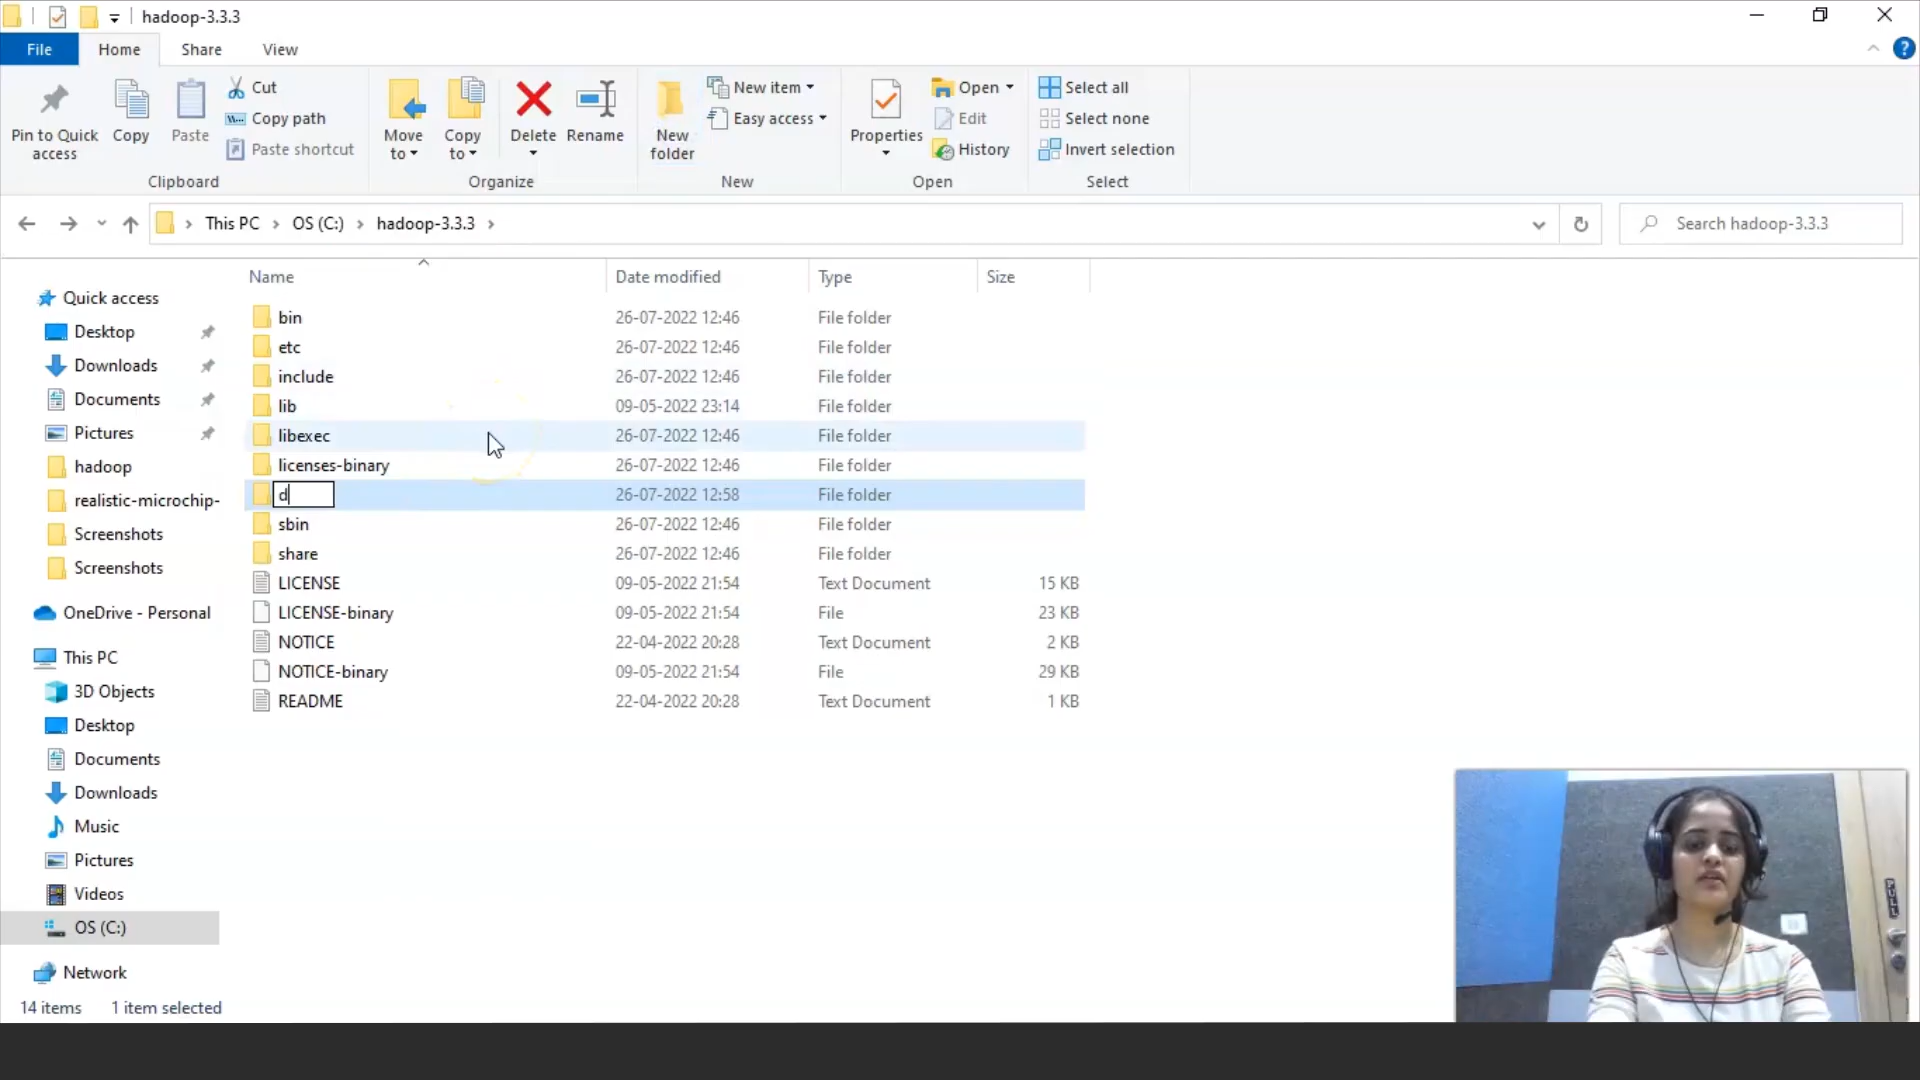 hadoop-3.3.3
File Home Share View
Pin to Quick access
Copy
Paste
Cut
Copy path
Paste shortcut
Clipboard
Move to
Copy to
Delete
Rename
Organize
New folder
New item
Easy access
New
Properties
Open
Edit
History
Open
Select all
Select none
Invert selection
Select
This PC OS (C:) hadoop-3.3.3
Search hadoop-3.3.3
Quick access
Desktop
Downloads
Documents
Pictures
hadoop
realistic-microchip-
Screenshots
Screenshots
OneDrive - Personal
This PC
3D Objects
Desktop
Documents
Downloads
Music
Pictures
Videos
OS (C:)
Network
Name Date modified Type Size
bin 26-07-2022 12:46 File folder
etc 26-07-2022 12:46 File folder
include 26-07-2022 12:46 File folder
lib 09-05-2022 23:14 File folder
libexec 26-07-2022 12:46 File folder
licenses-binary 26-07-2022 12:46 File folder
d 26-07-2022 12:58 File folder
sbin 26-07-2022 12:46 File folder
share 26-07-2022 12:46 File folder
LICENSE 09-05-2022 21:54 Text Document 15 KB
LICENSE-binary 09-05-2022 21:54 File 23 KB
NOTICE 22-04-2022 20:28 Text Document 2 KB
NOTICE-binary 09-05-2022 21:54 File 29 KB
README 22-04-2022 20:28 Text Document 1 KB
14 items 1 item selected
PULL